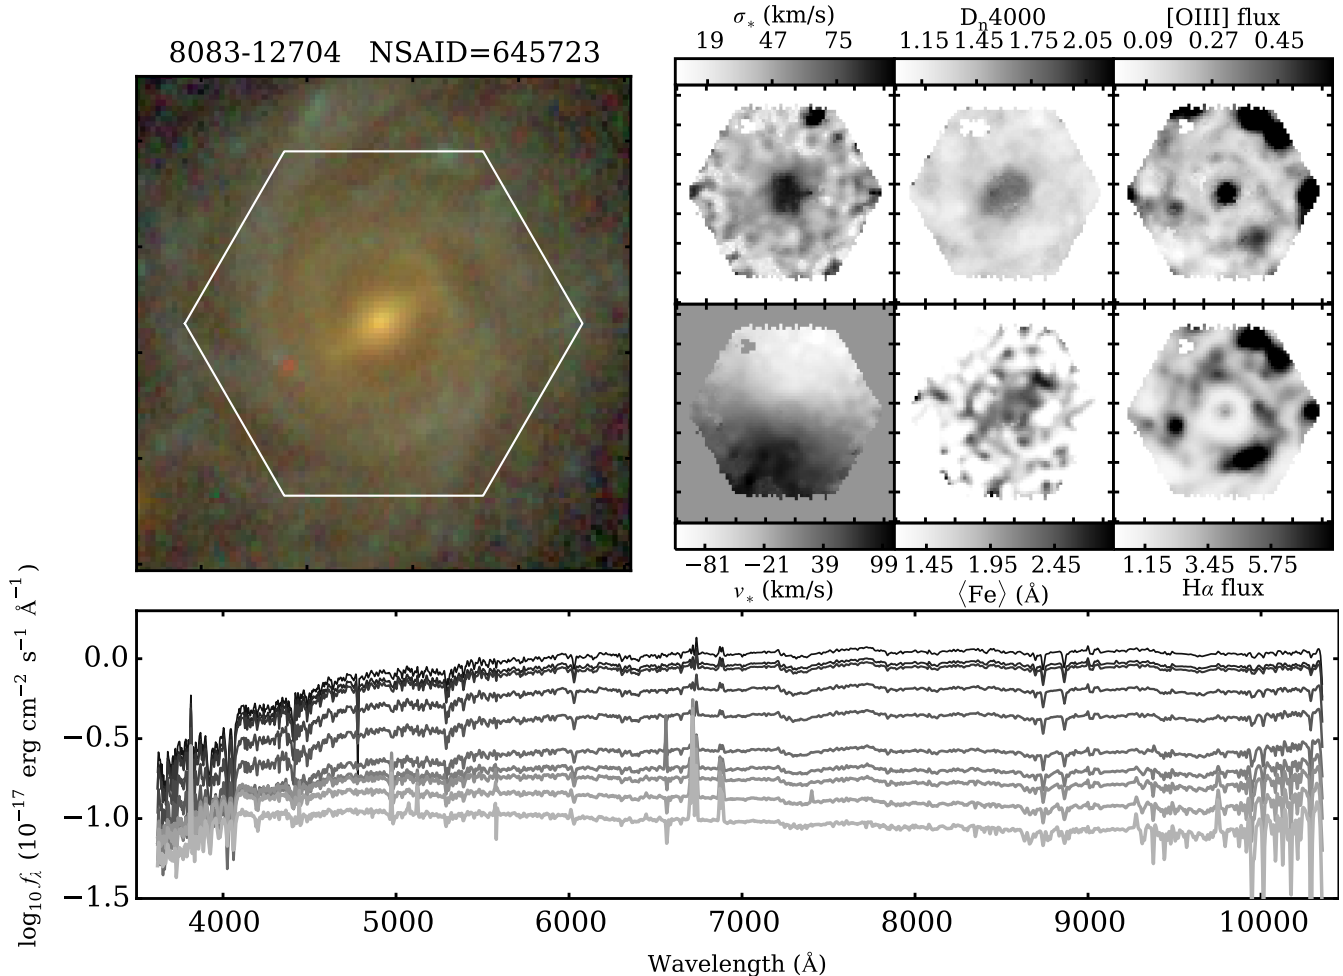 8083-12704 NSAID=645723
σ* (km/s) Dn4000 [OIII] flux
19 47 75 1.15 1.45 1.75 2.05 0.09 0.27 0.45
−81 −21 39 99 1.45 1.95 2.45 1.15 3.45 5.75
v* (km/s) ⟨Fe⟩ (Å) Hα flux
log10 fλ (10−17 erg cm−2 s−1 Å−1)
0.0
−0.5
−1.0
−1.5
4000 5000 6000 7000 8000 9000 10000
Wavelength (Å)